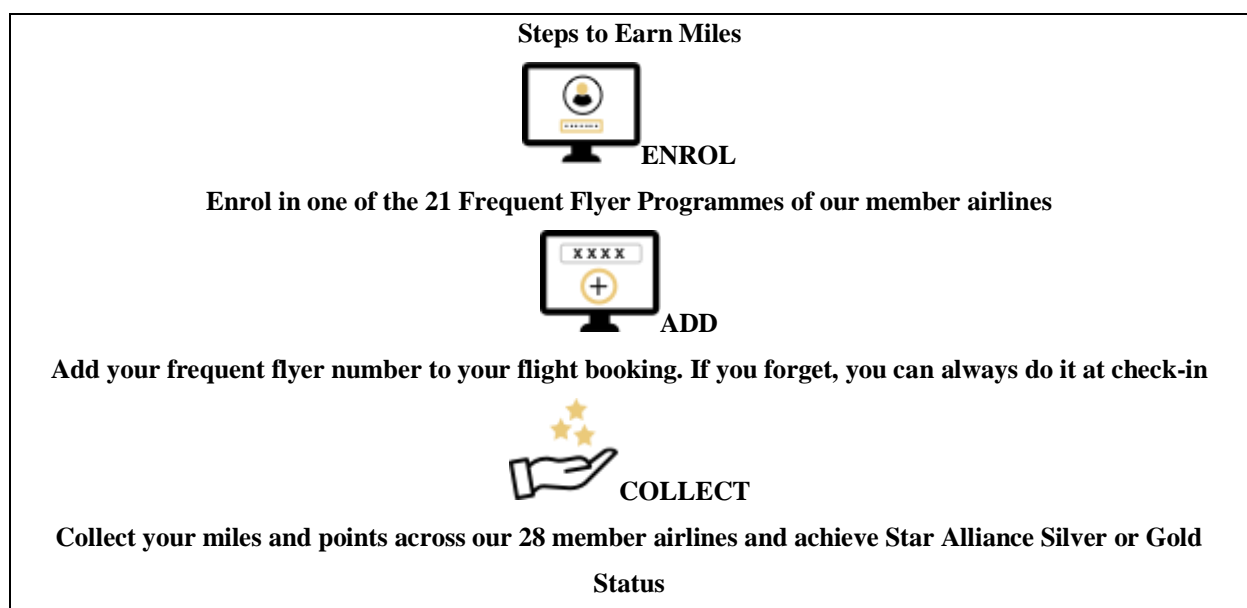 Steps to Earn Miles
ENROL
Enrol in one of the 21 Frequent Flyer Programmes of our member airlines
X X X X
ADD
Add your frequent flyer number to your flight booking. If you forget, you can always do it at check-in
COLLECT
Collect your miles and points across our 28 member airlines and achieve Star Alliance Silver or Gold
Status